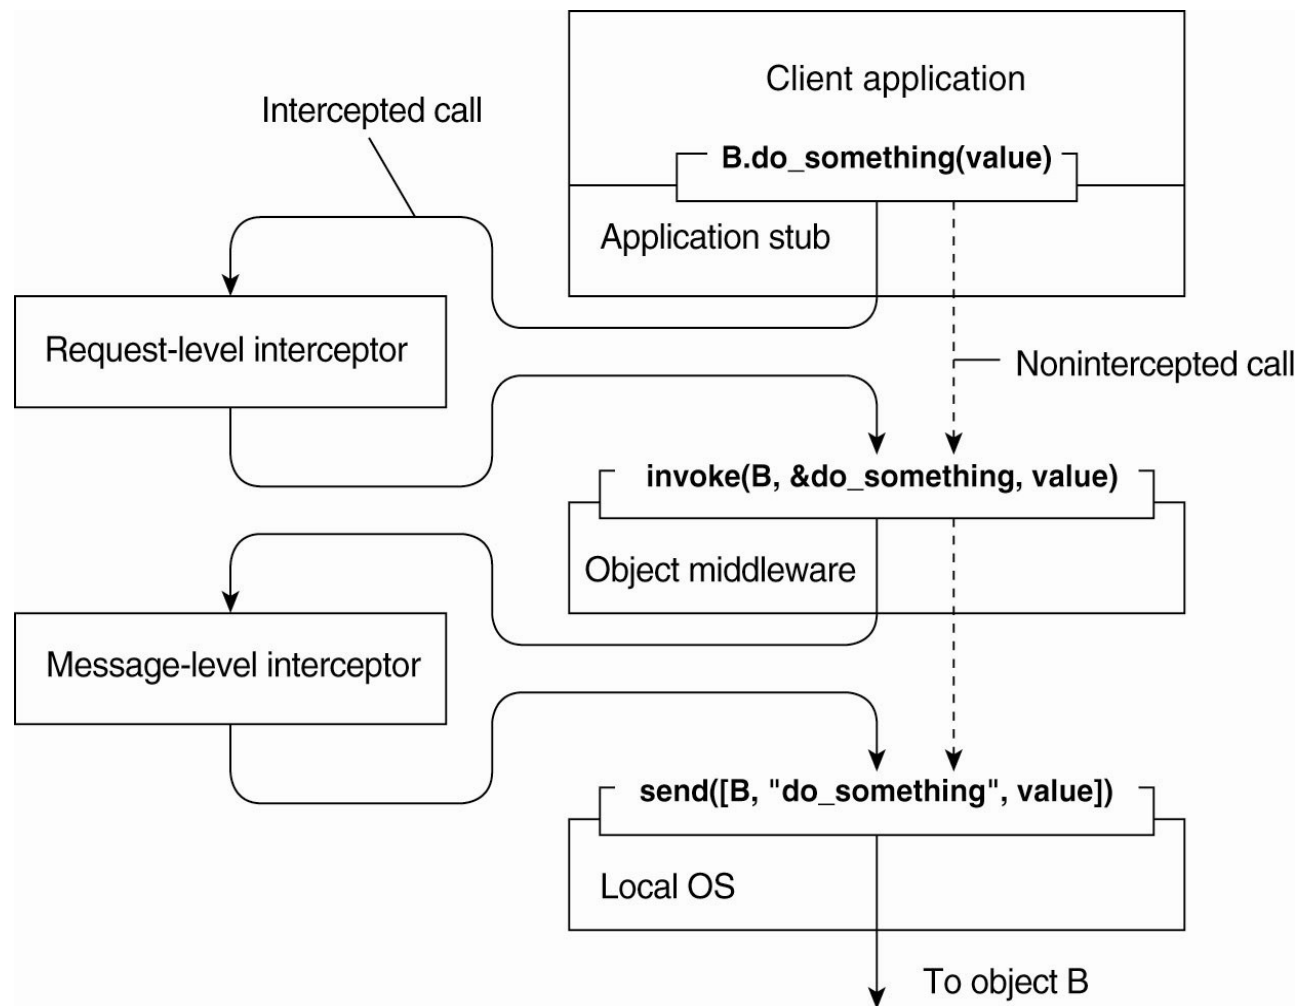 Client application
Intercepted call
B.do_something(value)
Application stub
Request-level interceptor
Nonintercepted call
invoke(B, &do_something, value)
Object middleware
Message-level interceptor
send([B, "do_something", value])
Local OS
To object B